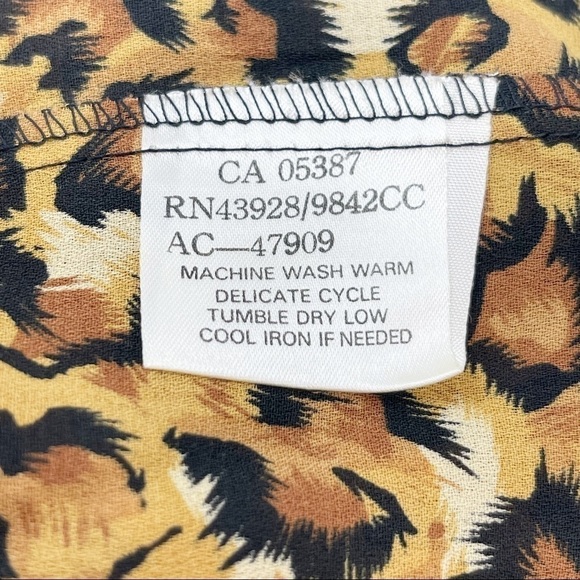 CA 05387
RN43928/9842CC
AC—47909
MACHINE WASH WARM
DELICATE CYCLE
TUMBLE DRY LOW
COOL IRON IF NEEDED